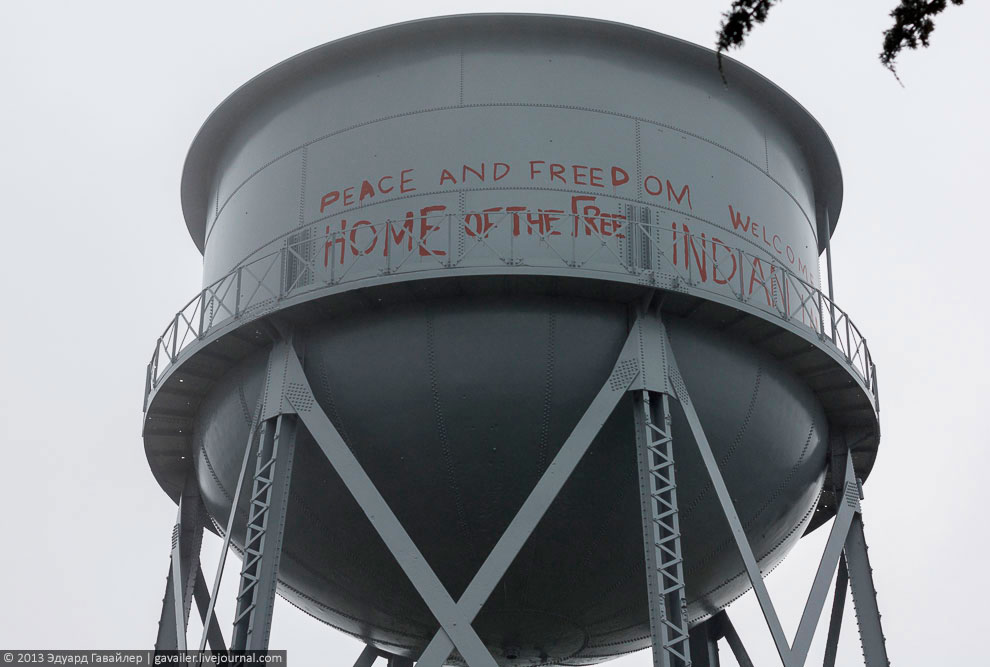 PEACE AND FREEDOM WELCOME
HOME OF THE FREE INDIAN
© 2013 Эдуард Гавайлер | gavailer.livejournal.com